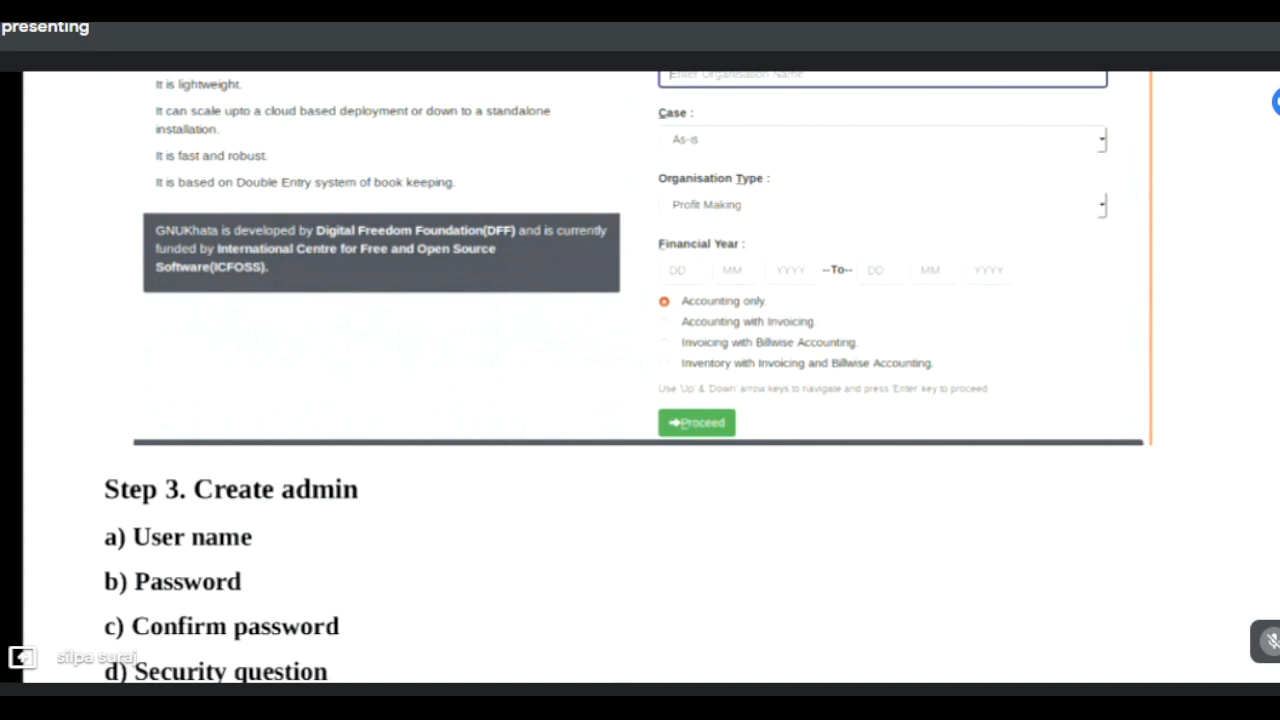 presenting
It is lightweight.
It can scale upto a cloud based deployment or down to a standalone
installation.
It is fast and robust.
It is based on Double Entry system of book keeping.
GNUKhata is developed by Digital Freedom Foundation(DFF) and is currently
funded by International Centre for Free and Open Source
Software(ICFOSS).
Enter Organisation Name
Case :
As-is
Organisation Type :
Profit Making
Financial Year :
DD MM YYYY --To-- DD MM YYYY
Accounting only.
Accounting with Invoicing.
Invoicing with Billwise Accounting.
Inventory with Invoicing and Billwise Accounting.
Use 'Up' & 'Down' arrow keys to navigate and press 'Enter' key to proceed
Proceed
Step 3. Create admin
a) User name
b) Password
c) Confirm password
d) Security question
silpa suraj